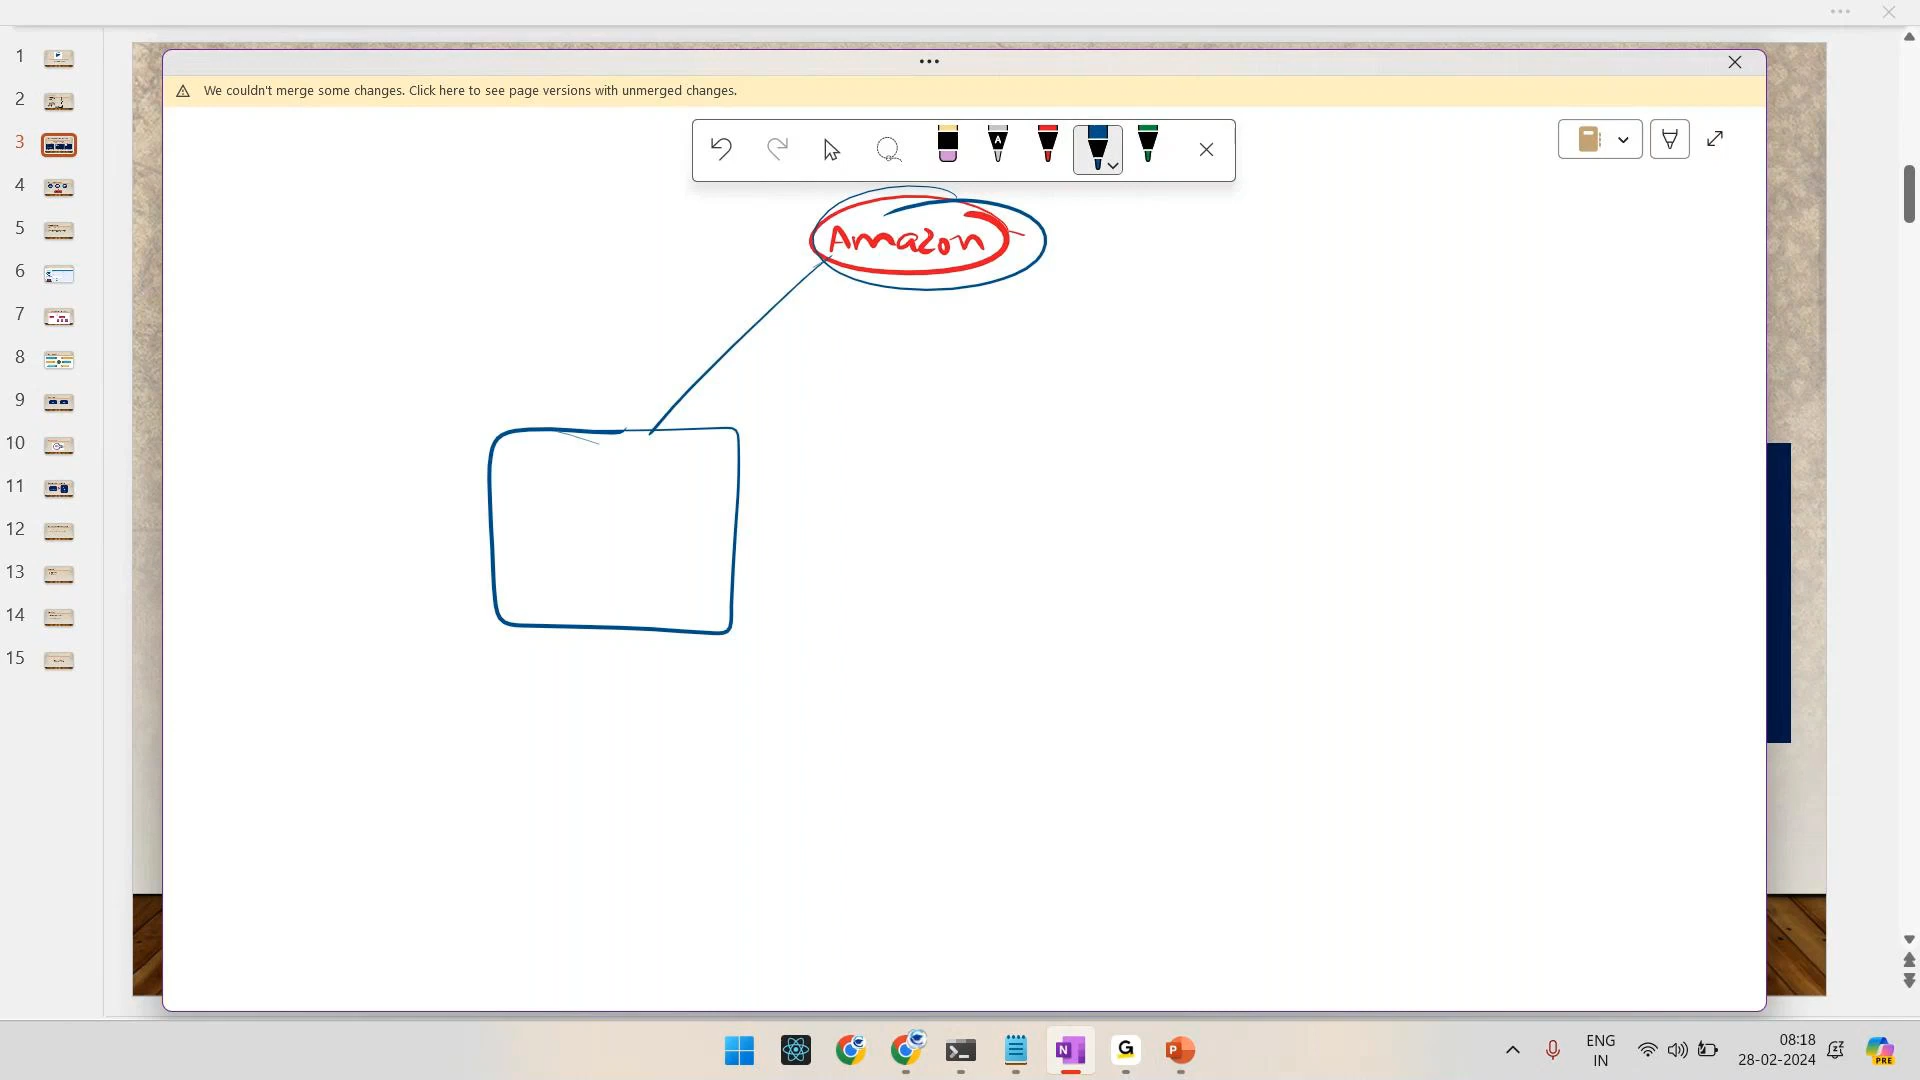 We couldn't merge some changes. Click here to see page versions with unmerged changes.
1
2
3
4
5
6
7
8
9
10
11
12
13
14
15
A
Amazon
N
G
P
ENG
IN
08:18
28-02-2024
PRE